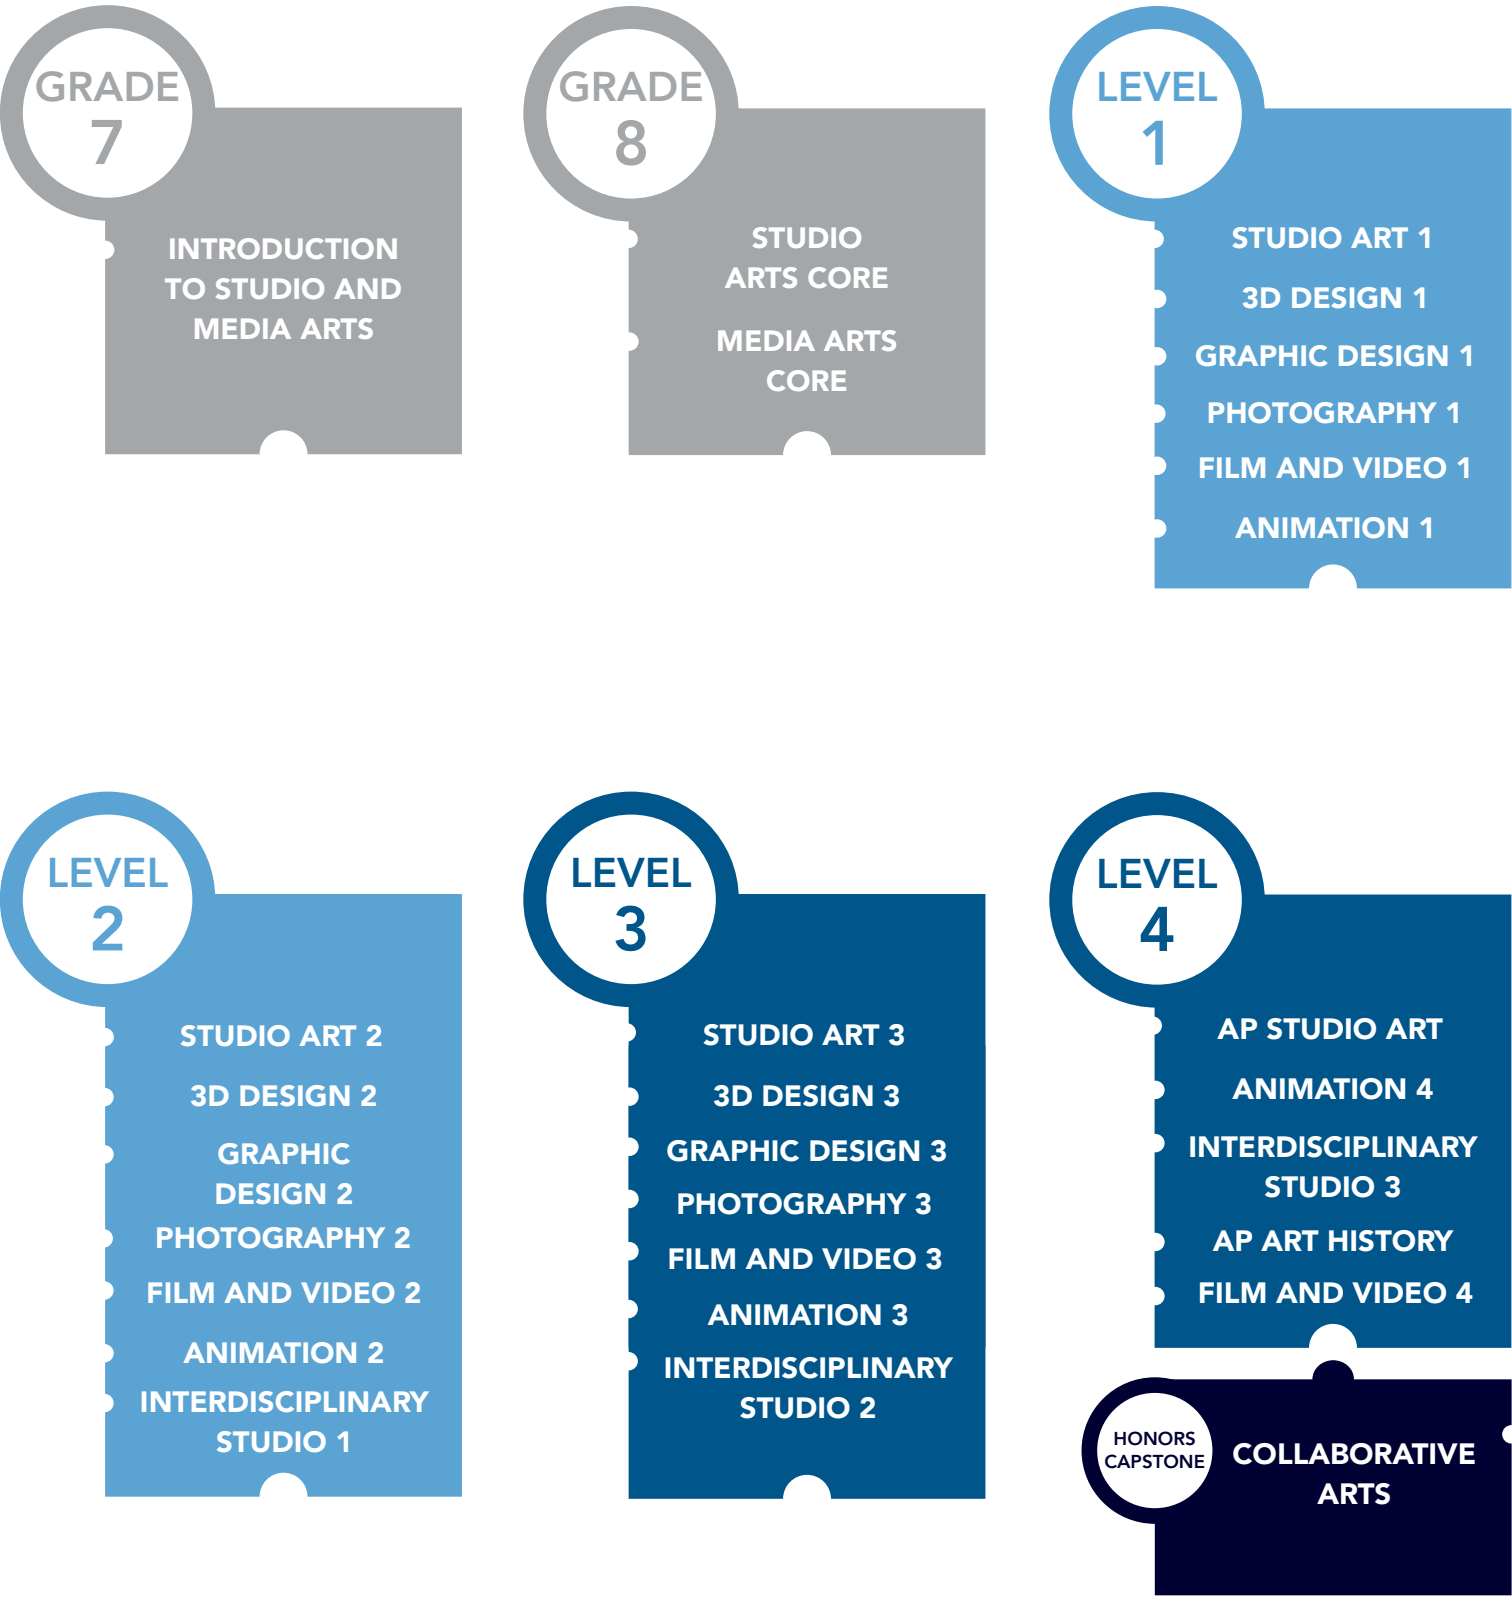 GRADE
7
INTRODUCTION
TO STUDIO AND
MEDIA ARTS
GRADE
8
STUDIO
ARTS CORE
MEDIA ARTS
CORE
LEVEL
1
STUDIO ART 1
3D DESIGN 1
GRAPHIC DESIGN 1
PHOTOGRAPHY 1
FILM AND VIDEO 1
ANIMATION 1
LEVEL
2
STUDIO ART 2
3D DESIGN 2
GRAPHIC
DESIGN 2
PHOTOGRAPHY 2
FILM AND VIDEO 2
ANIMATION 2
INTERDISCIPLINARY
STUDIO 1
LEVEL
3
STUDIO ART 3
3D DESIGN 3
GRAPHIC DESIGN 3
PHOTOGRAPHY 3
FILM AND VIDEO 3
ANIMATION 3
INTERDISCIPLINARY
STUDIO 2
LEVEL
4
AP STUDIO ART
ANIMATION 4
INTERDISCIPLINARY
STUDIO 3
AP ART HISTORY
FILM AND VIDEO 4
HONORS
CAPSTONE
COLLABORATIVE
ARTS